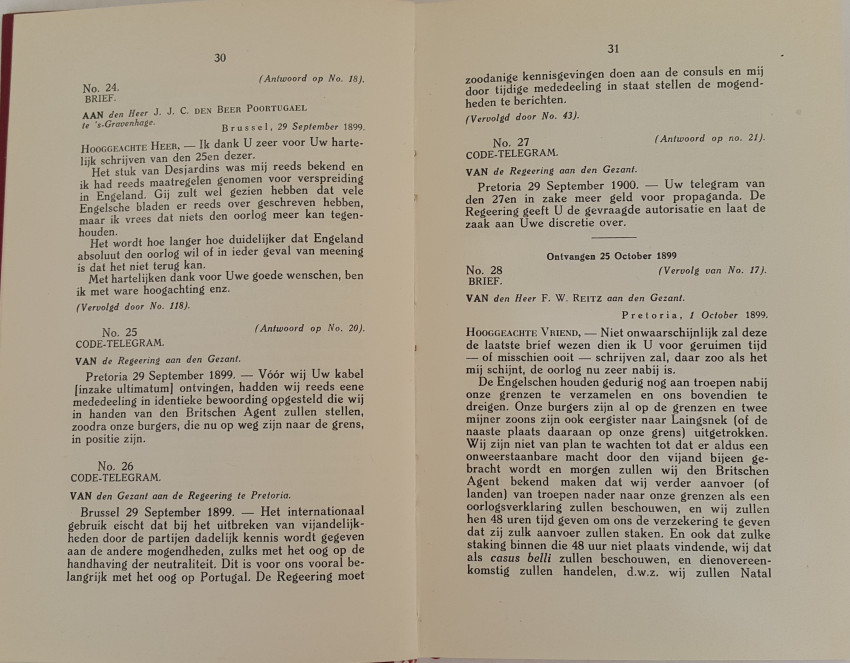 30
(Antwoord op No. 18).
No. 24.
BRIEF.
AAN den Heer J. J. C. DEN BEER POORTUGAEL
te 's-Gravenhage.
Brussel, 29 September 1899.
HOOGGEACHTE HEER, — Ik dank U zeer voor Uw harte-
lijk schrijven van den 25en dezer.
Het stuk van Desjardins was mij reeds bekend en
ik had reeds maatregelen genomen voor verspreiding
in Engeland. Gij zult wel gezien hebben dat vele
Engelsche bladen er reeds over geschreven hebben,
maar ik vrees dat niets den oorlog meer kan tegen-
houden.
Het wordt hoe langer hoe duidelijker dat Engeland
absoluut den oorlog wil of in ieder geval van meening
is dat het niet terug kan.
Met hartelijken dank voor Uwe goede wenschen, ben
ik met ware hoogachting enz.
(Vervolgd door No. 118).
No. 25
(Antwoord op No. 20).
CODE-TELEGRAM.
VAN de Regeering aan den Gezant.
Pretoria 29 September 1899. — Vóór wij Uw kabel
[inzake ultimatum] ontvingen, hadden wij reeds eene
mededeeling in identieke bewoording opgesteld die wij
in handen van den Britschen Agent zullen stellen,
zoodra onze burgers, die nu op weg zijn naar de grens,
in positie zijn.
No. 26
CODE-TELEGRAM.
VAN den Gezant aan de Regeering te Pretoria.
Brussel 29 September 1899. — Het internationaal
gebruik eischt dat bij het uitbreken van vijandelijk-
heden door de partijen dadelijk kennis wordt gegeven
aan de andere mogendheden, zulks met het oog op de
handhaving der neutraliteit. Dit is voor ons vooral be-
langrijk met het oog op Portugal. De Regeering moet
31
zoodanige kennisgevingen doen aan de consuls en mij
door tijdige mededeeling in staat stellen de mogend-
heden te berichten.
(Vervolgd door No. 43).
No. 27
(Antwoord op no. 21).
CODE-TELEGRAM.
VAN de Regeering aan den Gezant.
Pretoria 29 September 1900. — Uw telegram van
den 27en in zake meer geld voor propaganda. De
Regeering geeft U de gevraagde autorisatie en laat de
zaak aan Uwe discretie over.
Ontvangen 25 October 1899
No. 28
(Vervolg van No. 17).
BRIEF.
VAN den Heer F. W. REITZ aan den Gezant.
Pretoria, 1 October 1899.
HOOGGEACHTE VRIEND, — Niet onwaarschijnlijk zal deze
de laatste brief wezen dien ik U voor geruimen tijd
— of misschien ooit — schrijven zal, daar zoo als het
mij schijnt, de oorlog nu zeer nabij is.
De Engelschen houden gedurig nog aan troepen nabij
onze grenzen te verzamelen en ons bovendien te
dreigen. Onze burgers zijn al op de grenzen en twee
mijner zoons zijn ook eergister naar Laingsnek (of de
naaste plaats daaraan op onze grens) uitgetrokken.
Wij zijn niet van plan te wachten tot dat er aldus een
onweerstaanbare macht door den vijand bijeen ge-
bracht wordt en morgen zullen wij den Britschen
Agent bekend maken dat wij verder aanvoer (of
landen) van troepen nader naar onze grenzen als een
oorlogsverklaring zullen beschouwen, en wij zullen
hen 48 uren tijd geven om ons de verzekering te geven
dat zij zulk aanvoer zullen staken. En ook dat zulke
staking binnen die 48 uur niet plaats vindende, wij dat
als casus belli zullen beschouwen, en dienovereen-
komstig zullen handelen, d.w.z. wij zullen Natal